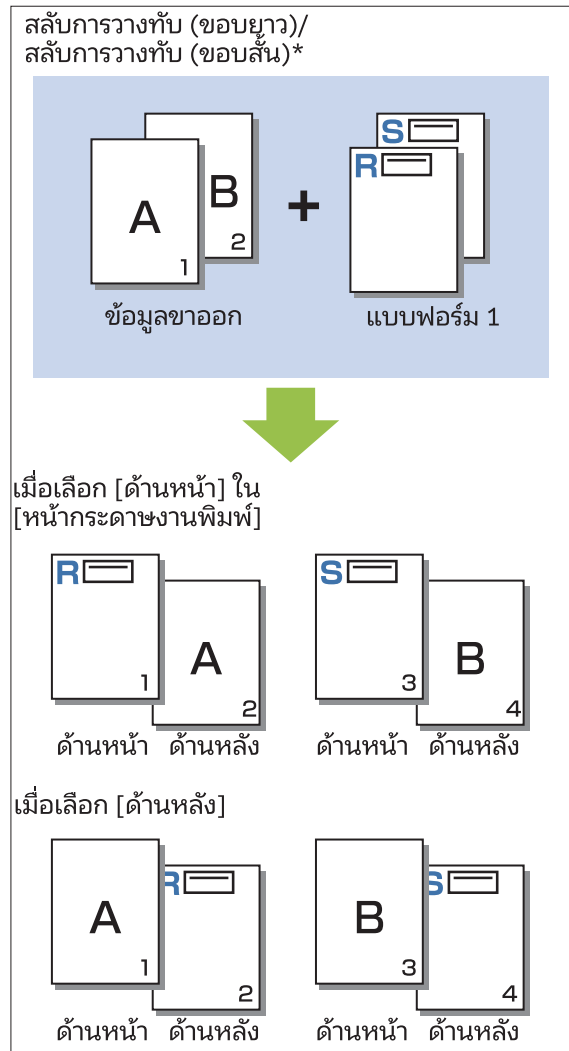 สลับการวางทับ (ขอบยาว)/
สลับการวางทับ (ขอบสั้น)*
A
1
B
2
+
R
S
ข้อมูลขาออก
แบบฟอร์ม 1
เมื่อเลือก [ด้านหน้า] ใน
[หน้ากระดาษงานพิมพ์]
R
1
A
2
S
3
B
4
ด้านหน้า ด้านหลัง
ด้านหน้า ด้านหลัง
เมื่อเลือก [ด้านหลัง]
A
1
R
2
B
3
S
4
ด้านหน้า ด้านหลัง
ด้านหน้า ด้านหลัง